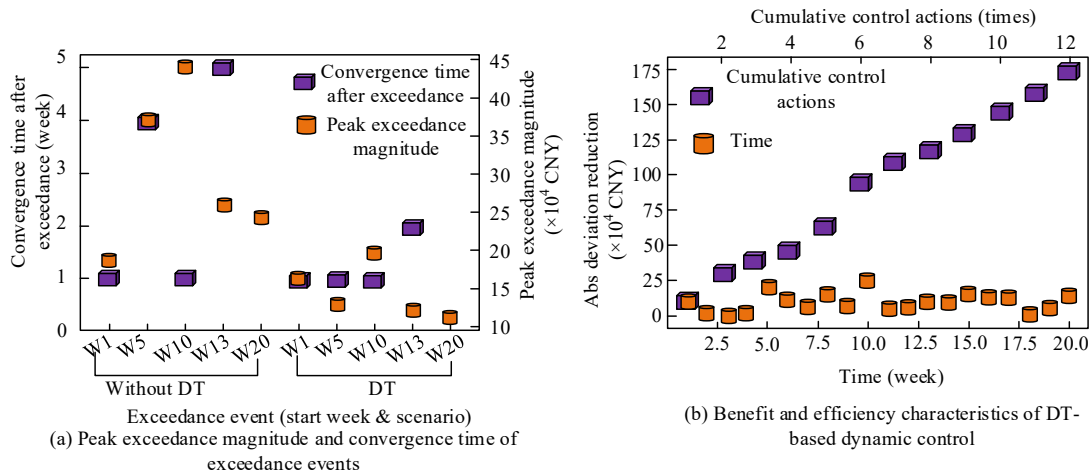 5
4
3
2
1
0
Convergence time after
exceedance (week)
Convergence time
after exceedance
Peak exceedance
magnitude
45
40
35
30
25
20
15
10
Peak exceedance magnitude
(×10⁴ CNY)
W1 W5 W10 W13 W20 W1 W5 W10 W13 W20
Without DT DT
Exceedance event (start week & scenario)
(a) Peak exceedance magnitude and convergence time of
exceedance events
Cumulative control actions (times)
2 4 6 8 10 12
175
150
125
100
75
50
25
0
Abs deviation reduction
(×10⁴ CNY)
Cumulative control
actions
Time
2.5 5.0 7.5 10.0 12.5 15.0 17.5 20.0
Time (week)
(b) Benefit and efficiency characteristics of DT-
based dynamic control